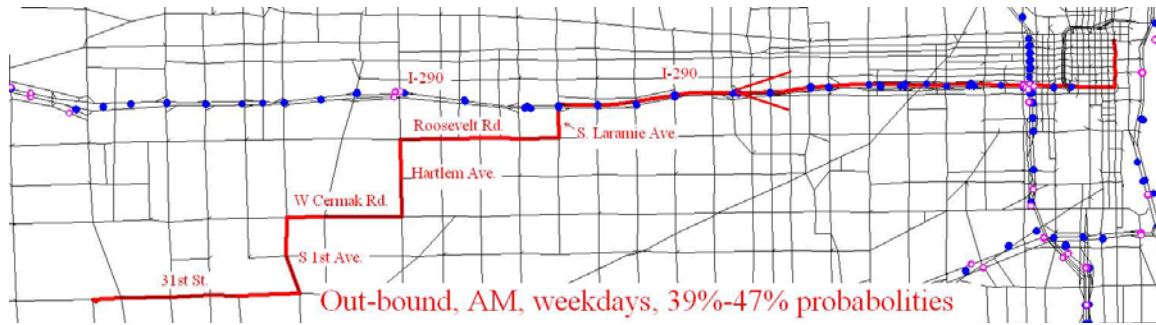 I-290
I-290
Roosevelt Rd.
S. Laramie Ave.
Hartlem Ave.
W Cermak Rd.
S 1st Ave.
31st St.
Out-bound, AM, weekdays, 39%-47% probabolities